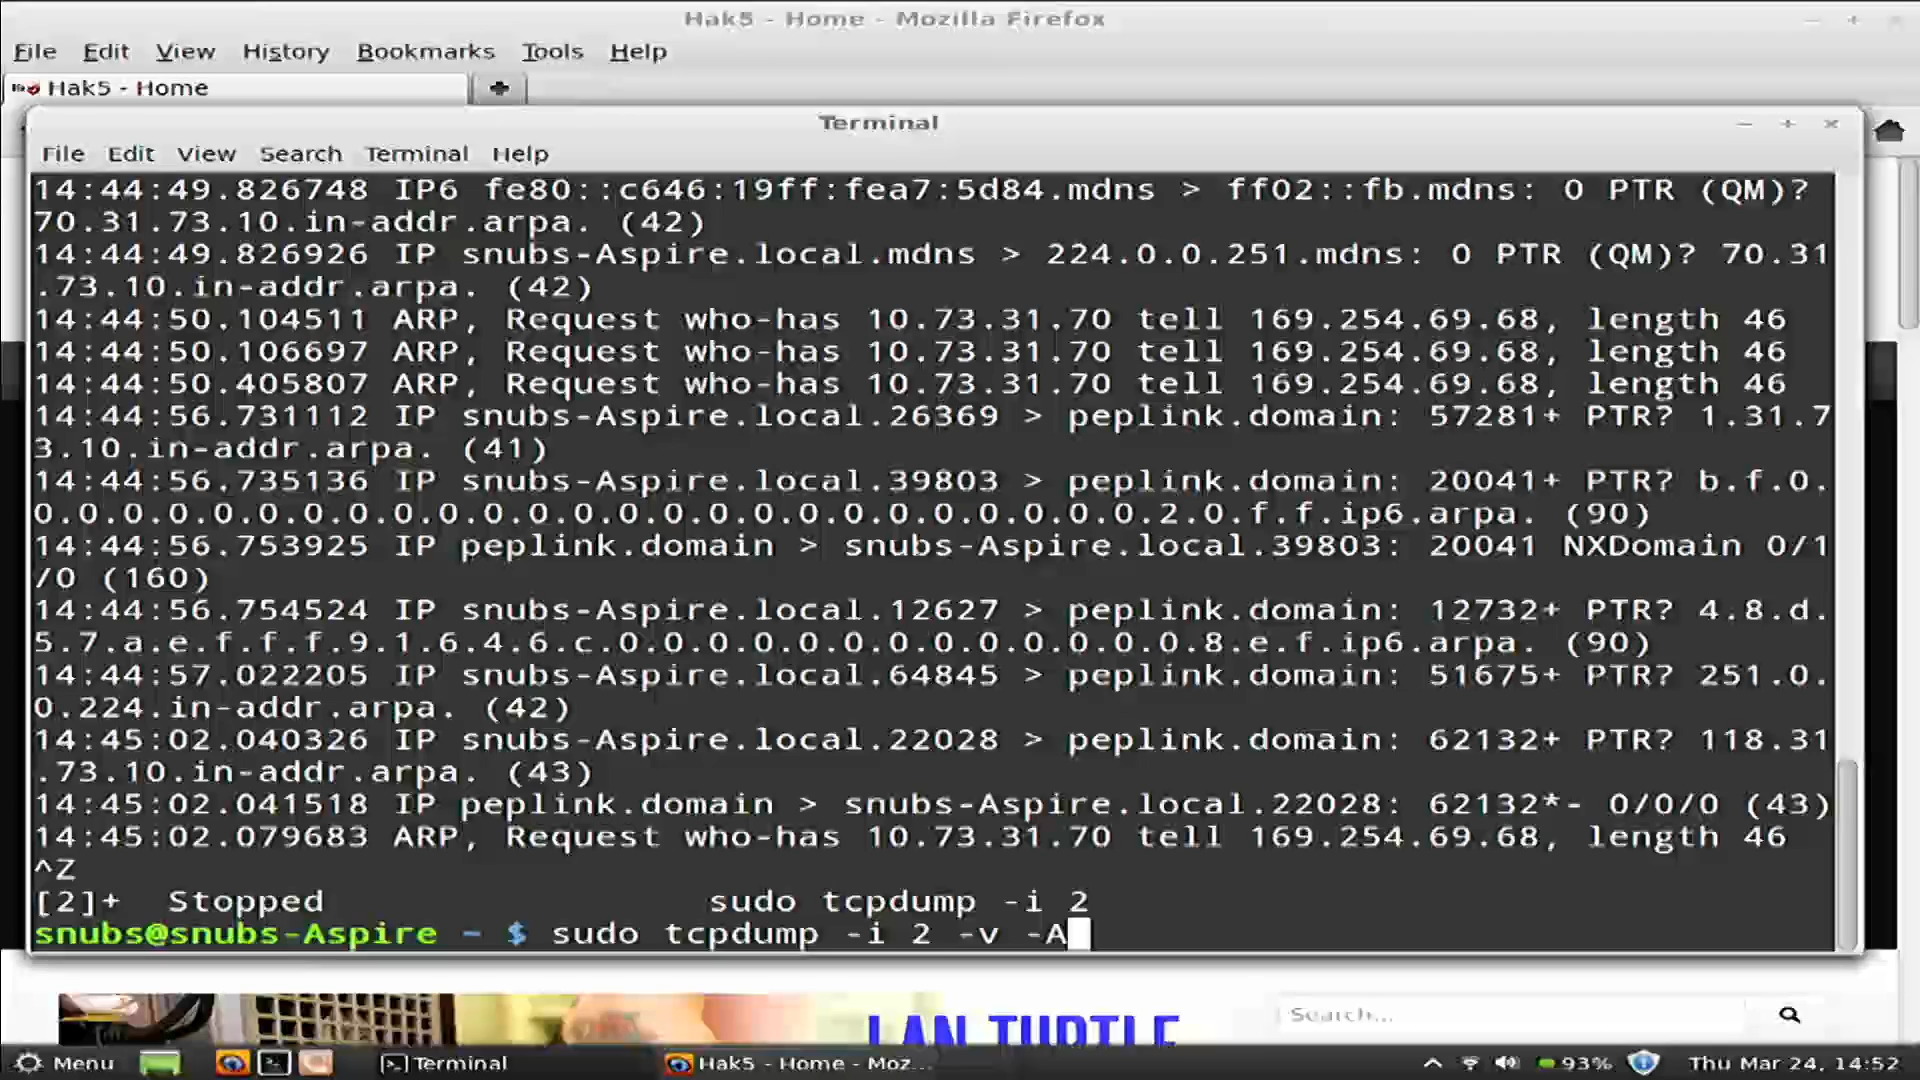 Hak5 - Home - Mozilla Firefox
File Edit View History Bookmarks Tools Help
Hak5 - Home
Terminal
File Edit View Search Terminal Help
14:44:49.826748 IP6 fe80::c646:19ff:fea7:5d84.mdns > ff02::fb.mdns: 0 PTR (QM)?
70.31.73.10.in-addr.arpa. (42)
14:44:49.826926 IP snubs-Aspire.local.mdns > 224.0.0.251.mdns: 0 PTR (QM)? 70.31
.73.10.in-addr.arpa. (42)
14:44:50.104511 ARP, Request who-has 10.73.31.70 tell 169.254.69.68, length 46
14:44:50.106697 ARP, Request who-has 10.73.31.70 tell 169.254.69.68, length 46
14:44:50.405807 ARP, Request who-has 10.73.31.70 tell 169.254.69.68, length 46
14:44:56.731112 IP snubs-Aspire.local.26369 > peplink.domain: 57281+ PTR? 1.31.7
3.10.in-addr.arpa. (41)
14:44:56.735136 IP snubs-Aspire.local.39803 > peplink.domain: 20041+ PTR? b.f.0.
0.0.0.0.0.0.0.0.0.0.0.0.0.0.0.0.0.0.0.0.0.0.0.0.2.0.f.f.ip6.arpa. (90)
14:44:56.753925 IP peplink.domain > snubs-Aspire.local.39803: 20041 NXDomain 0/1
/0 (160)
14:44:56.754524 IP snubs-Aspire.local.12627 > peplink.domain: 12732+ PTR? 4.8.d.
5.7.a.e.f.f.f.9.1.6.4.6.c.0.0.0.0.0.0.0.0.0.0.0.0.0.8.e.f.ip6.arpa. (90)
14:44:57.022205 IP snubs-Aspire.local.64845 > peplink.domain: 51675+ PTR? 251.0.
0.224.in-addr.arpa. (42)
14:45:02.040326 IP snubs-Aspire.local.22028 > peplink.domain: 62132+ PTR? 118.31
.73.10.in-addr.arpa. (43)
14:45:02.041518 IP peplink.domain > snubs-Aspire.local.22028: 62132*- 0/0/0 (43)
14:45:02.079683 ARP, Request who-has 10.73.31.70 tell 169.254.69.68, length 46
^Z
[2]+ Stopped sudo tcpdump -i 2
snubs@snubs-Aspire ~ $ sudo tcpdump -i 2 -v -A
LAN TURTLE
Search...
Menu Terminal Hak5 - Home - Moz... 93% Thu Mar 24, 14:52